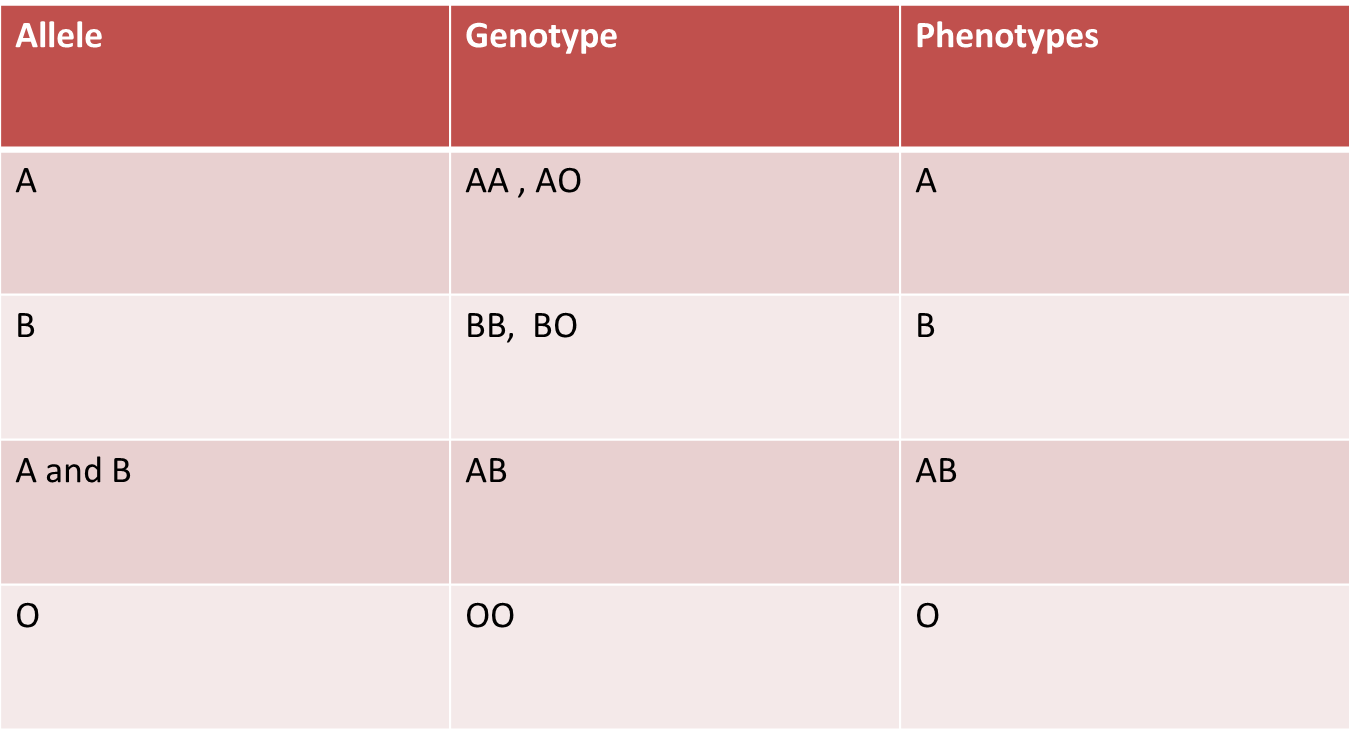 Allele Genotype Phenotypes
A AA , AO A
B BB,  BO B
A and B AB AB
O OO O